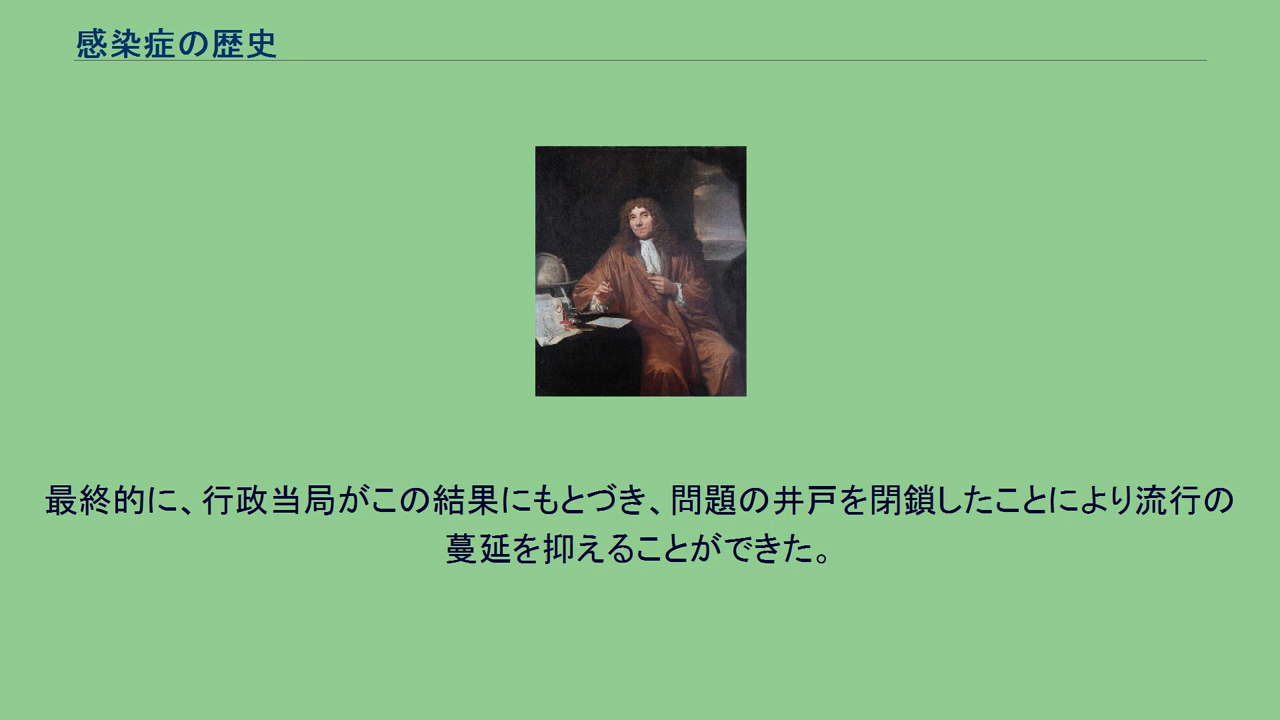 感染症の歴史
最終的に、行政当局がこの結果にもとづき、問題の井戸を閉鎖したことにより流行の
蔓延を抑えることができた。